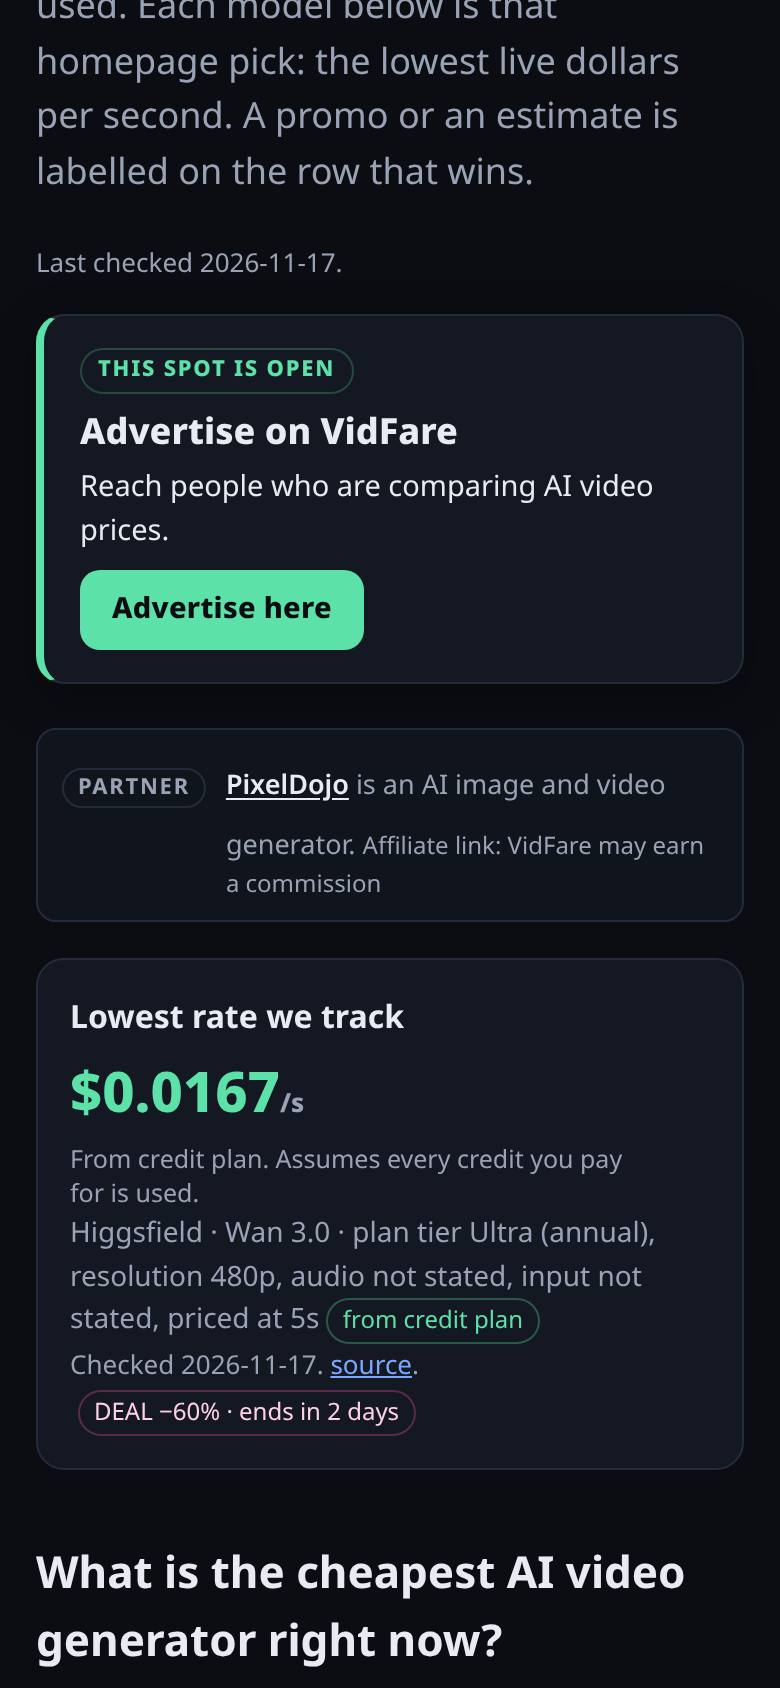 used. Each model below is that
homepage pick: the lowest live dollars
per second. A promo or an estimate is
labelled on the row that wins.
Last checked 2026-11-17.
THIS SPOT IS OPEN
Advertise on VidFare
Reach people who are comparing AI video
prices.
Advertise here
PARTNER PixelDojo is an AI image and video
generator. Affiliate link: VidFare may earn
a commission
Lowest rate we track
$0.0167/s
From credit plan. Assumes every credit you pay
for is used.
Higgsfield · Wan 3.0 · plan tier Ultra (annual),
resolution 480p, audio not stated, input not
stated, priced at 5s from credit plan
Checked 2026-11-17. source.
DEAL −60% · ends in 2 days
What is the cheapest AI video
generator right now?